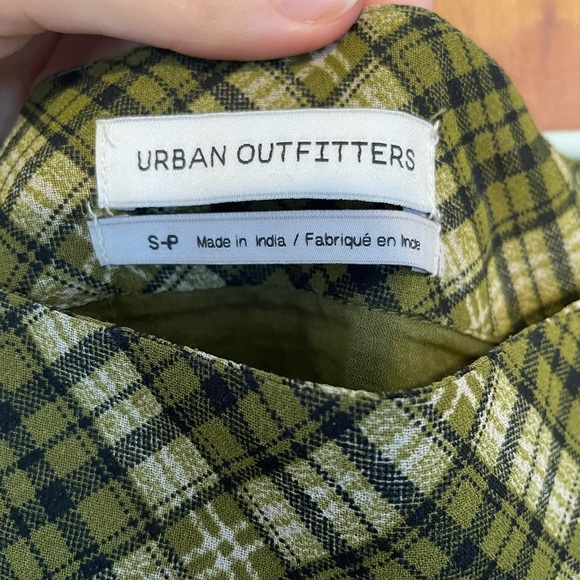 URBAN OUTFITTERS
S-P Made in India / Fabriqué en Inde